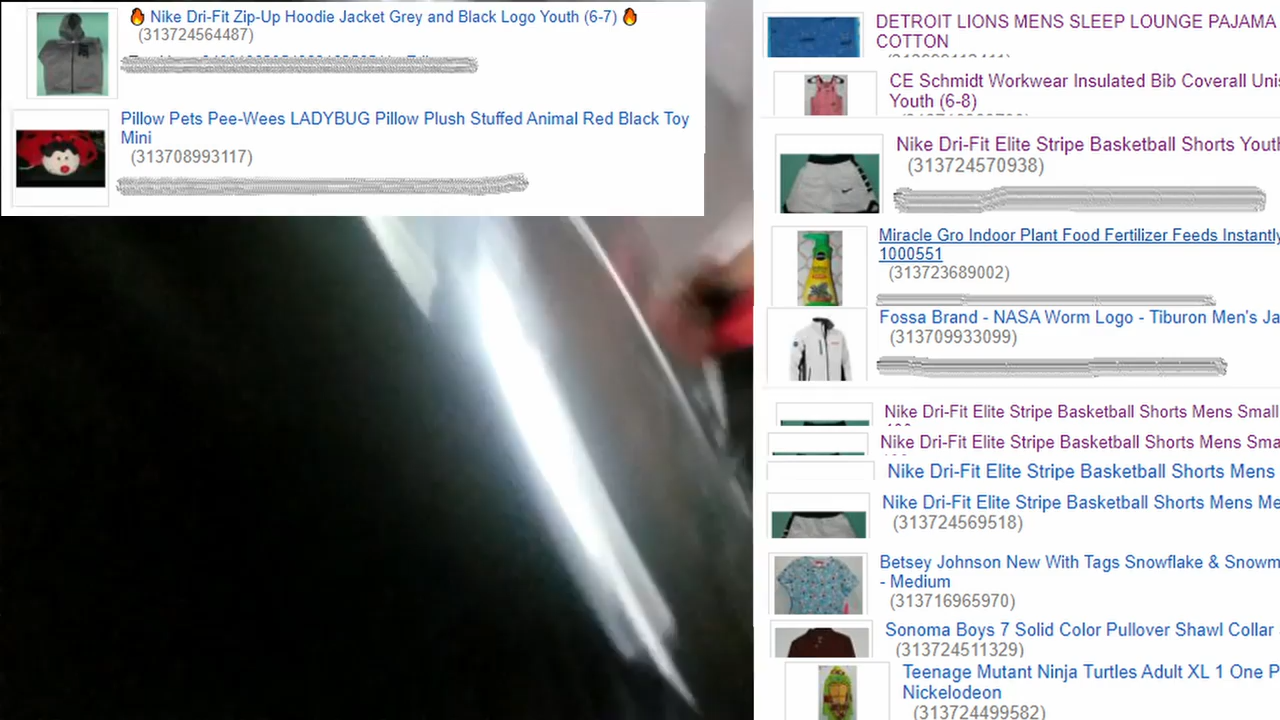 🔥 Nike Dri-Fit Zip-Up Hoodie Jacket Grey and Black Logo Youth (6-7) 🔥
(313724564487)
Pillow Pets Pee-Wees LADYBUG Pillow Plush Stuffed Animal Red Black Toy
Mini
(313708993117)
DETROIT LIONS MENS SLEEP LOUNGE PAJAMA
COTTON
CE Schmidt Workwear Insulated Bib Coverall Uni
Youth (6-8)
Nike Dri-Fit Elite Stripe Basketball Shorts Yout
(313724570938)
Miracle Gro Indoor Plant Food Fertilizer Feeds Instantly
1000551
(313723689002)
Fossa Brand - NASA Worm Logo - Tiburon Men's Ja
(313709933099)
Nike Dri-Fit Elite Stripe Basketball Shorts Mens Small
Nike Dri-Fit Elite Stripe Basketball Shorts Mens Sma
Nike Dri-Fit Elite Stripe Basketball Shorts Mens
Nike Dri-Fit Elite Stripe Basketball Shorts Mens Me
(313724569518)
Betsey Johnson New With Tags Snowflake & Snowm
- Medium
(313716965970)
Sonoma Boys 7 Solid Color Pullover Shawl Collar
(313724511329)
Teenage Mutant Ninja Turtles Adult XL 1 One P
Nickelodeon
(313724499582)